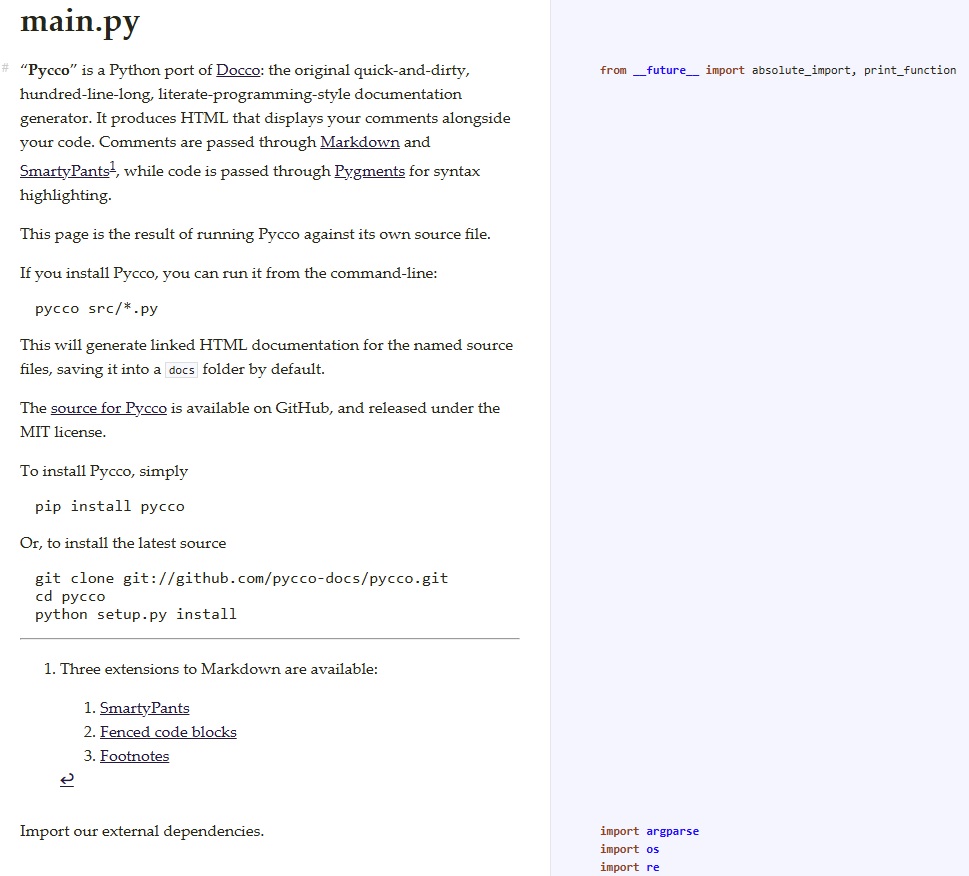 main.py
#
“Pycco” is a Python port of Docco: the original quick-and-dirty,
hundred-line-long, literate-programming-style documentation
generator. It produces HTML that displays your comments alongside
your code. Comments are passed through Markdown and
SmartyPants1, while code is passed through Pygments for syntax
highlighting.
This page is the result of running Pycco against its own source file.
If you install Pycco, you can run it from the command-line:
pycco src/*.py
This will generate linked HTML documentation for the named source
files, saving it into a docs folder by default.
The source for Pycco is available on GitHub, and released under the
MIT license.
To install Pycco, simply
pip install pycco
Or, to install the latest source
git clone git://github.com/pycco-docs/pycco.git
cd pycco
python setup.py install
1. Three extensions to Markdown are available:
1. SmartyPants
2. Fenced code blocks
3. Footnotes
↩
from __future__ import absolute_import, print_function
Import our external dependencies.
import argparse
import os
import re